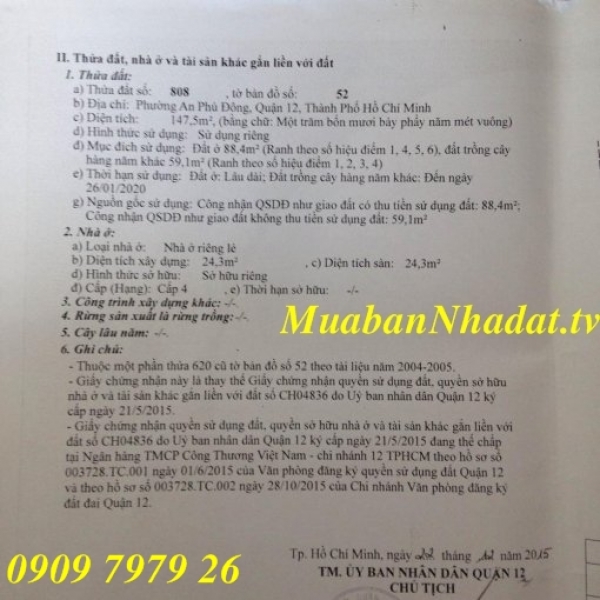 II. Thửa đất, nhà ở và tài sản khác gắn liền với đất
1. Thửa đất:
a) Thửa đất số: 808 , tờ bản đồ số: 52
b) Địa chỉ: Phường An Phú Đông, Quận 12, Thành Phố Hồ Chí Minh
c) Diện tích: 147,5m², (bằng chữ: Một trăm bốn mươi bảy phẩy năm mét vuông)
d) Hình thức sử dụng: Sử dụng riêng
đ) Mục đích sử dụng: Đất ở 88,4m² (Ranh theo số hiệu điểm 1, 4, 5, 6), đất trồng cây
hàng năm khác 59,1m² (Ranh theo số hiệu điểm 1, 2, 3, 4)
e) Thời hạn sử dụng: Đất ở: Lâu dài; Đất trồng cây hàng năm khác: Đến ngày
26/01/2020
g) Nguồn gốc sử dụng: Công nhận QSDĐ như giao đất có thu tiền sử dụng đất: 88,4m²;
Công nhận QSDĐ như giao đất không thu tiền sử dụng đất: 59,1m²
2. Nhà ở:
a) Loại nhà ở: Nhà ở riêng lẻ
b) Diện tích xây dựng: 24,3m² , c) Diện tích sàn: 24,3m²
d) Hình thức sở hữu: Sở hữu riêng
đ) Cấp (Hạng): Cấp 4 , e) Thời hạn sở hữu: -/-
3. Công trình xây dựng khác: -/-
4. Rừng sản xuất là rừng trồng: -/-
MuabanNhadat.tv
5. Cây lâu năm: -/-
6. Ghi chú:
- Thuộc một phần thửa 620 cũ tờ bản đồ số 52 theo tài liệu năm 2004-2005.
- Giấy chứng nhận này là thay thế Giấy chứng nhận quyền sử dụng đất, quyền sở hữu
nhà ở và tài sản khác gắn liền với đất số CH04836 do Uỷ ban nhân dân Quận 12 ký
cấp ngày 21/5/2015.
- Giấy chứng nhận quyền sử dụng đất, quyền sở hữu nhà ở và tài sản khác gắn liền với
đất số CH04836 do Uỷ ban nhân dân Quận 12 ký cấp ngày 21/5/2015 đang thế chấp
tại Ngân hàng TMCP Công Thương Việt Nam - chi nhánh 12 TPHCM theo hồ sơ số
003728.TC.001 ngày 01/6/2015 của Văn phòng đăng ký quyền sử dụng đất Quận 12
và theo hồ sơ số 003728.TC.002 ngày 28/10/2015 của Chi nhánh Văn phòng đăng ký
đất đai Quận 12.
Tp. Hồ Chí Minh, ngày 22 tháng 12 năm 2015
TM. ỦY BAN NHÂN DÂN QUẬN 12
CHỦ TỊCH
0909 7979 26